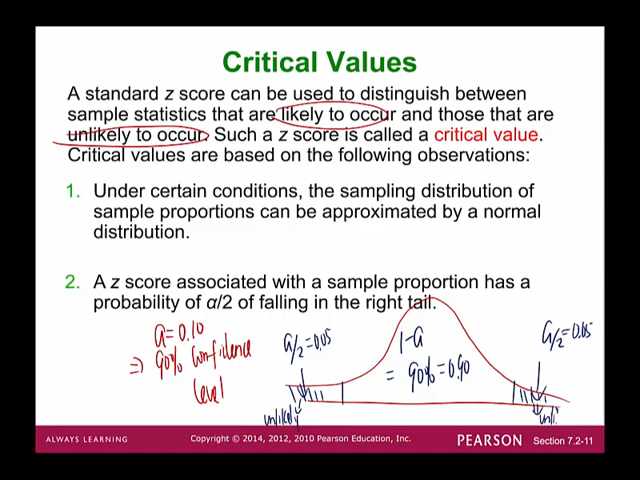 Critical Values
A standard z score can be used to distinguish between
sample statistics that are likely to occur and those that are
unlikely to occur. Such a z score is called a critical value.
Critical values are based on the following observations:
1. Under certain conditions, the sampling distribution of
sample proportions can be approximated by a normal
distribution.
2. A z score associated with a sample proportion has a
probability of α/2 of falling in the right tail.
α = 0.10
⇒ 90% Confidence
level
α/2 = 0.05
1-α
= 90% = 0.90
α/2 = 0.05
unlikely
unli
ALWAYS LEARNING
Copyright © 2014, 2012, 2010 Pearson Education, Inc.
PEARSON
Section 7.2-11